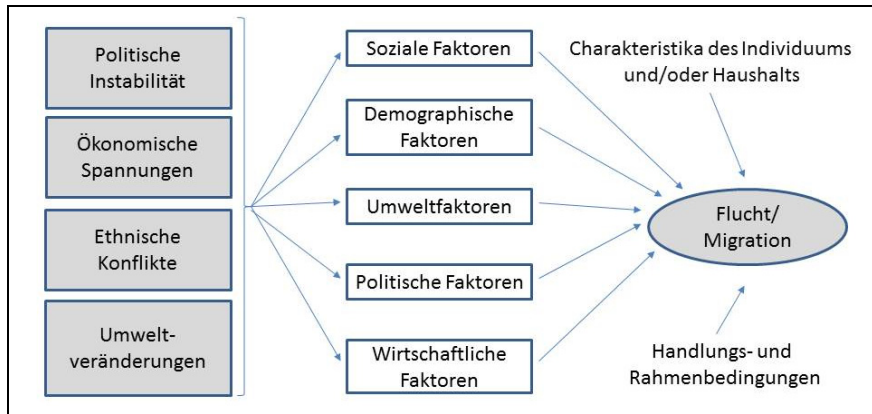 Politische
Instabilität
Ökonomische
Spannungen
Ethnische
Konflikte
Umwelt-
veränderungen
Soziale Faktoren
Demographische
Faktoren
Umweltfaktoren
Politische Faktoren
Wirtschaftliche
Faktoren
Charakteristika des Individuums
und/oder Haushalts
Flucht/
Migration
Handlungs- und
Rahmenbedingungen